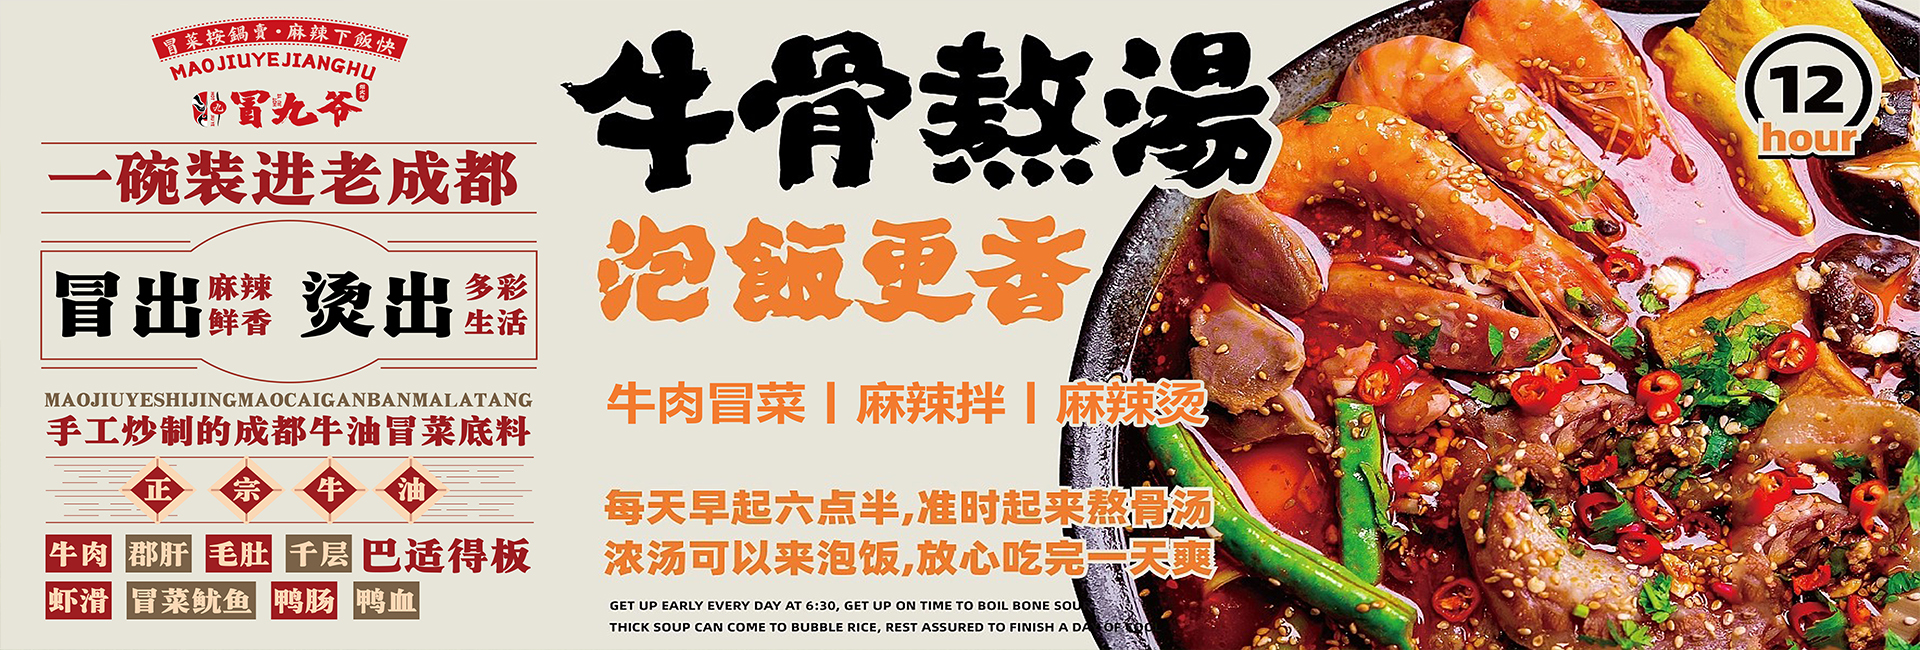 冒菜按鍋賣·麻辣下飯快
MAOJIUYEJIANGHU
冒九爷
一碗装进老成都
冒出麻辣鲜香 烫出多彩生活
MAOJIUYESHIJINGMAOCAIGANBANMALATANG
手工炒制的成都牛油冒菜底料
正宗牛油
牛肉 郡肝 毛肚 千层 巴适得板
虾滑 冒菜鱿鱼 鸭肠 鸭血
牛骨熬湯
泡飯更香
牛肉冒菜丨麻辣拌丨麻辣烫
每天早起六点半,准时起来熬骨汤
浓汤可以来泡饭,放心吃完一天爽
GET UP EARLY EVERY DAY AT 6:30, GET UP ON TIME TO BOIL BONE SOU
THICK SOUP CAN COME TO BUBBLE RICE, REST ASSURED TO FINISH A DAY OF
12
hour